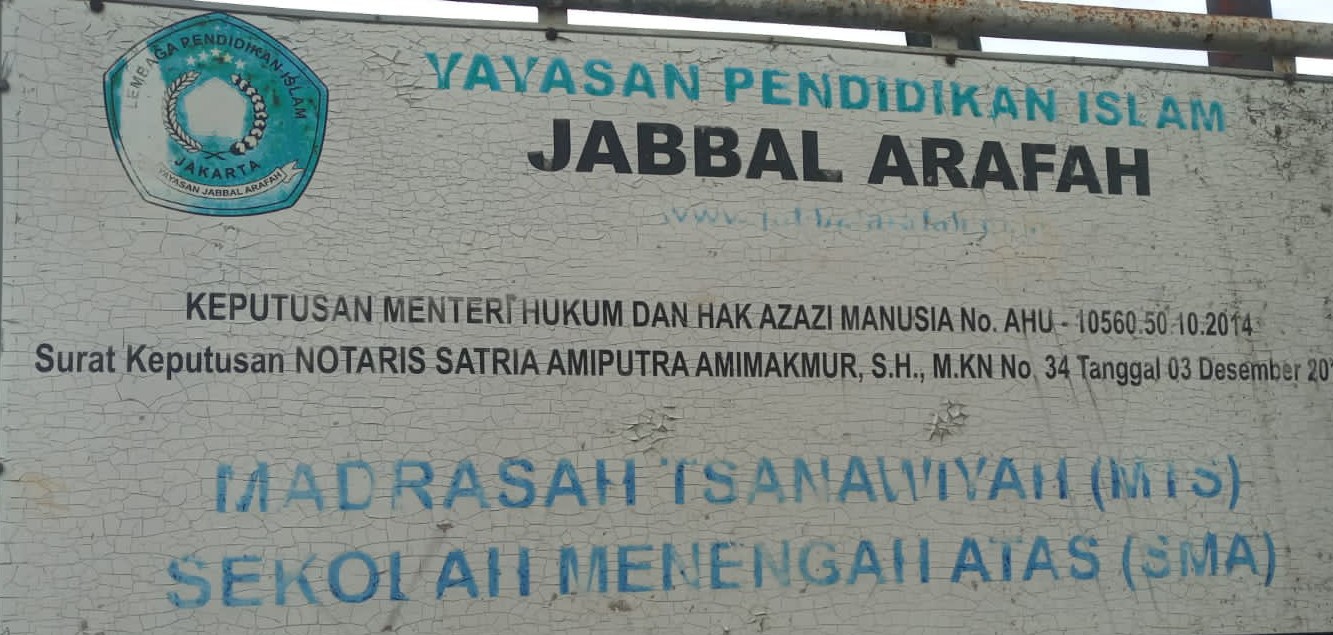 LEMBAGA PENDIDIKAN ISLAM
JAKARTA
YAYASAN JABBAL ARAFAH
YAYASAN PENDIDIKAN ISLAM
JABBAL ARAFAH
KEPUTUSAN MENTERI HUKUM DAN HAK AZAZI MANUSIA No. AHU - 10560.50.10.2014
Surat Keputusan NOTARIS SATRIA AMIPUTRA AMIMAKMUR, S.H., M.KN No. 34 Tanggal 03 Desember
MADRASAH TSANAWIYAH (MTS)
SEKOLAH MENENGAH ATAS (SMA)